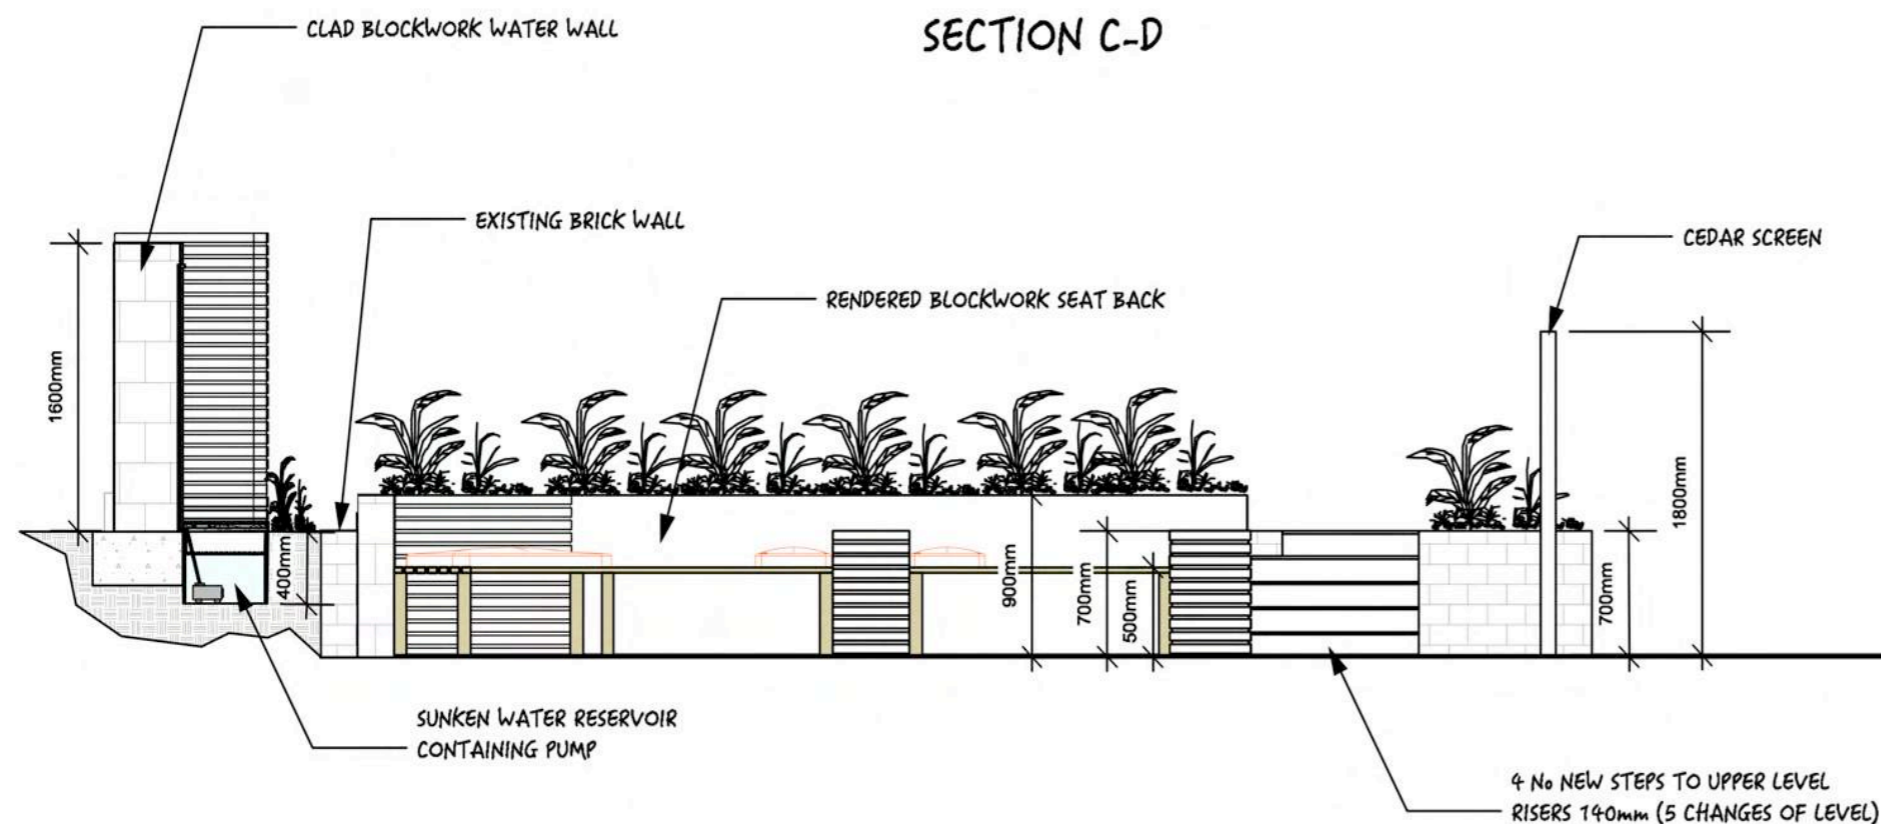 SECTION C-D
CLAD BLOCKWORK WATER WALL
EXISTING BRICK WALL
CEDAR SCREEN
RENDERED BLOCKWORK SEAT BACK
1600mm
400mm
900mm
700mm
500mm
700mm
1800mm
SUNKEN WATER RESERVOIR
CONTAINING PUMP
4 No NEW STEPS TO UPPER LEVEL
RISERS 140mm (5 CHANGES OF LEVEL)